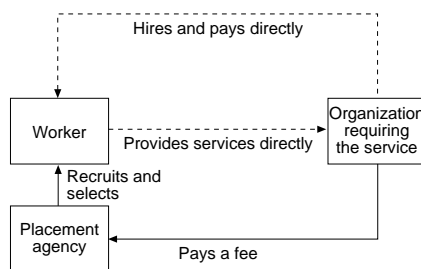 Hires and pays directly
Worker
Organization
requiring
the service
Provides services directly
Recruits and
selects
Placement
agency
Pays a fee